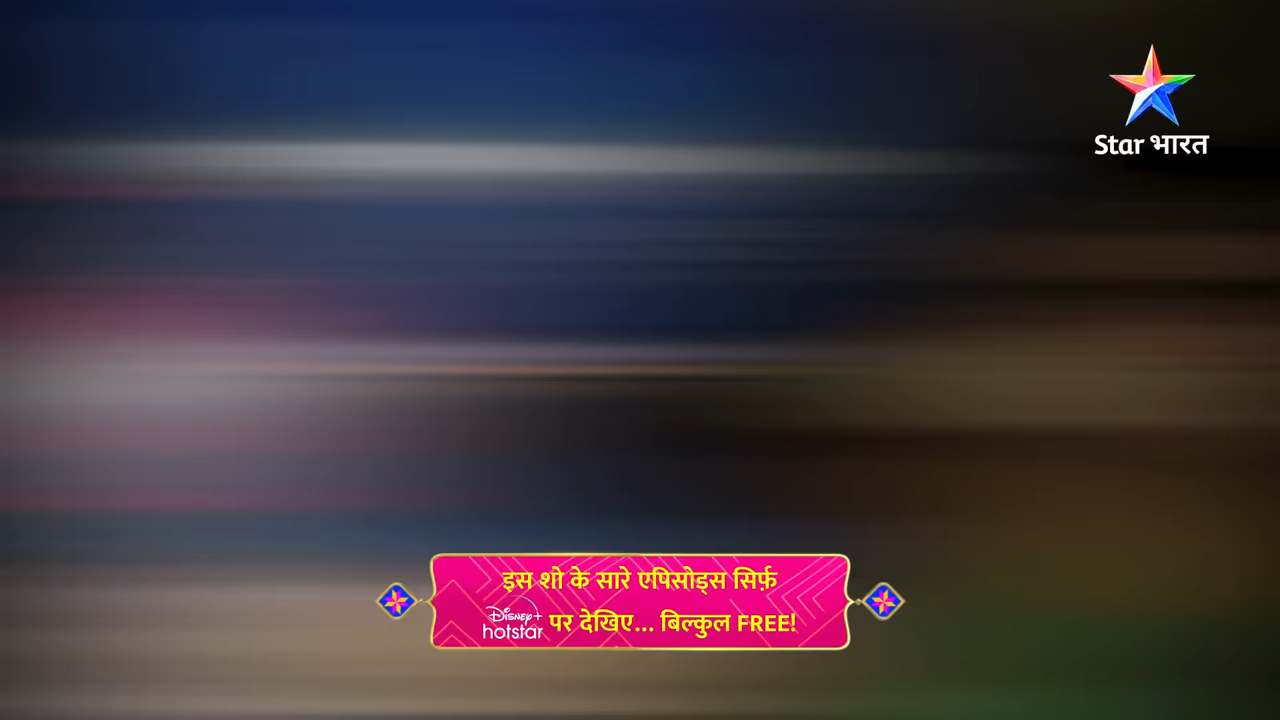 Star भारत
इस शो के सारे एपिसोड्स सिर्फ़
Disney+ hotstar पर देखिए... बिल्कुल FREE!